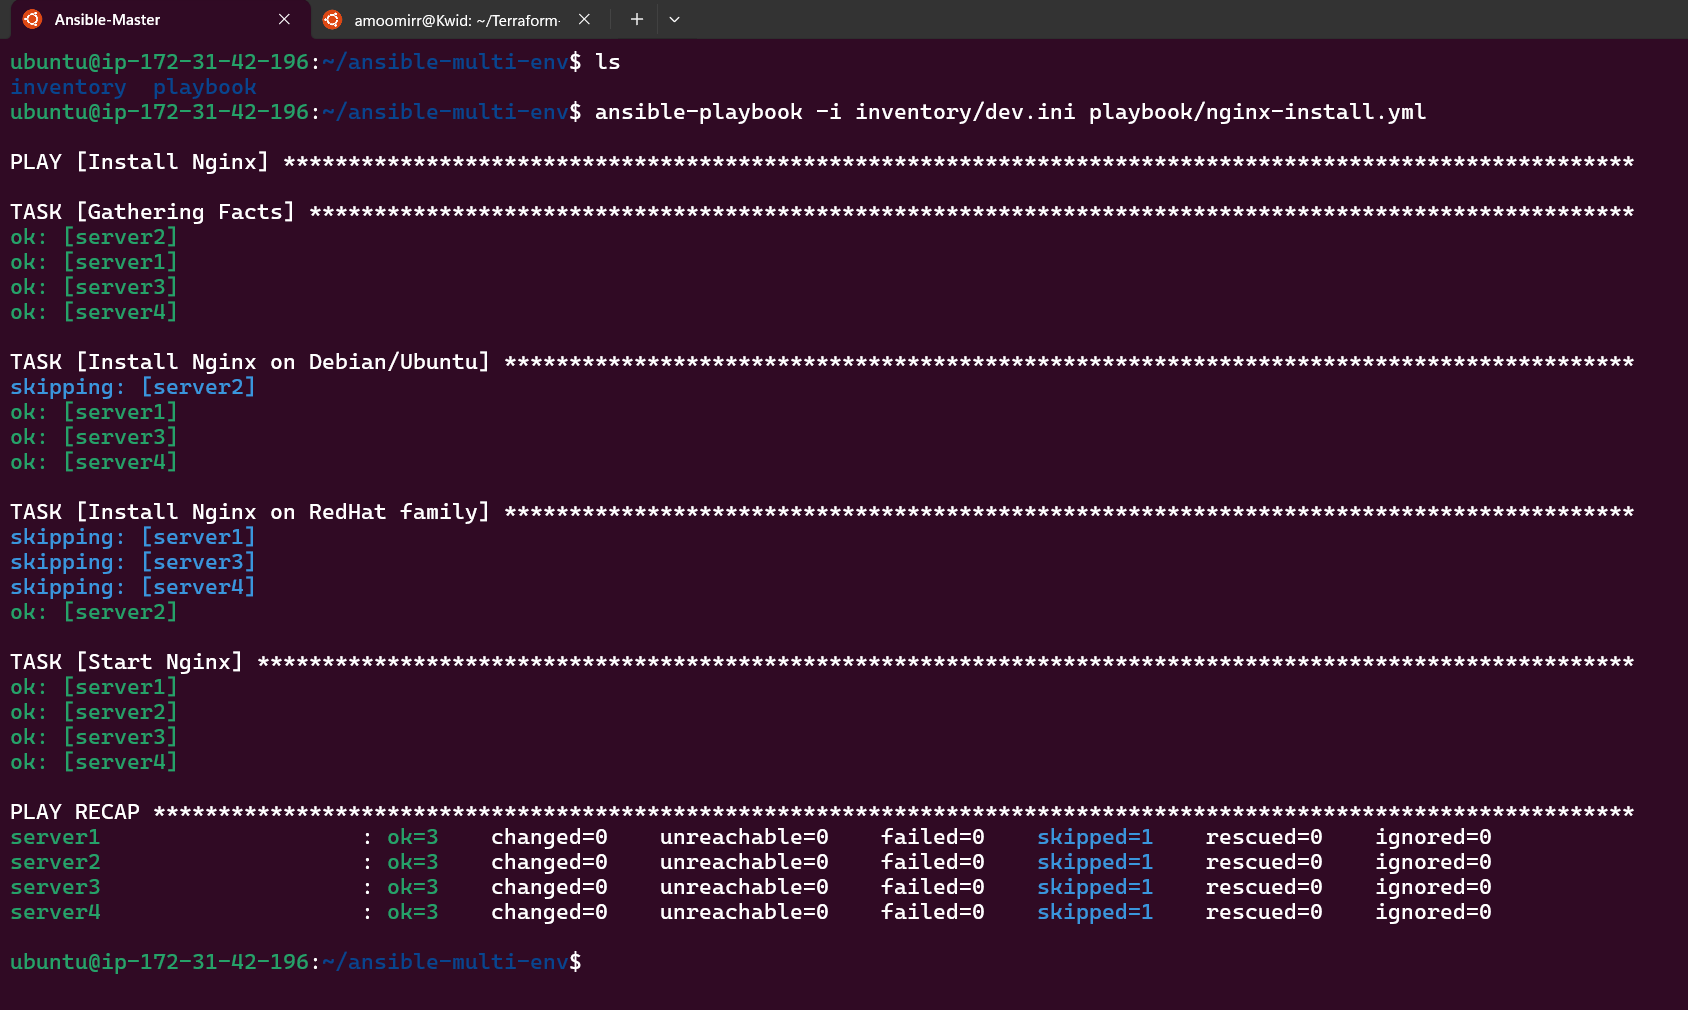 Ansible-Master
amoomirr@Kwid: ~/Terraform-
ubuntu@ip-172-31-42-196:~/ansible-multi-env$ ls
inventory  playbook
ubuntu@ip-172-31-42-196:~/ansible-multi-env$ ansible-playbook -i inventory/dev.ini playbook/nginx-install.yml
PLAY [Install Nginx] ********************************************************************************************************
TASK [Gathering Facts] ******************************************************************************************************
ok: [server2]
ok: [server1]
ok: [server3]
ok: [server4]
TASK [Install Nginx on Debian/Ubuntu] ***************************************************************************************
skipping: [server2]
ok: [server1]
ok: [server3]
ok: [server4]
TASK [Install Nginx on RedHat family] ***************************************************************************************
skipping: [server1]
skipping: [server3]
skipping: [server4]
ok: [server2]
TASK [Start Nginx] **********************************************************************************************************
ok: [server1]
ok: [server2]
ok: [server3]
ok: [server4]
PLAY RECAP ******************************************************************************************************************
server1                    : ok=3    changed=0    unreachable=0    failed=0    skipped=1    rescued=0    ignored=0
server2                    : ok=3    changed=0    unreachable=0    failed=0    skipped=1    rescued=0    ignored=0
server3                    : ok=3    changed=0    unreachable=0    failed=0    skipped=1    rescued=0    ignored=0
server4                    : ok=3    changed=0    unreachable=0    failed=0    skipped=1    rescued=0    ignored=0
ubuntu@ip-172-31-42-196:~/ansible-multi-env$